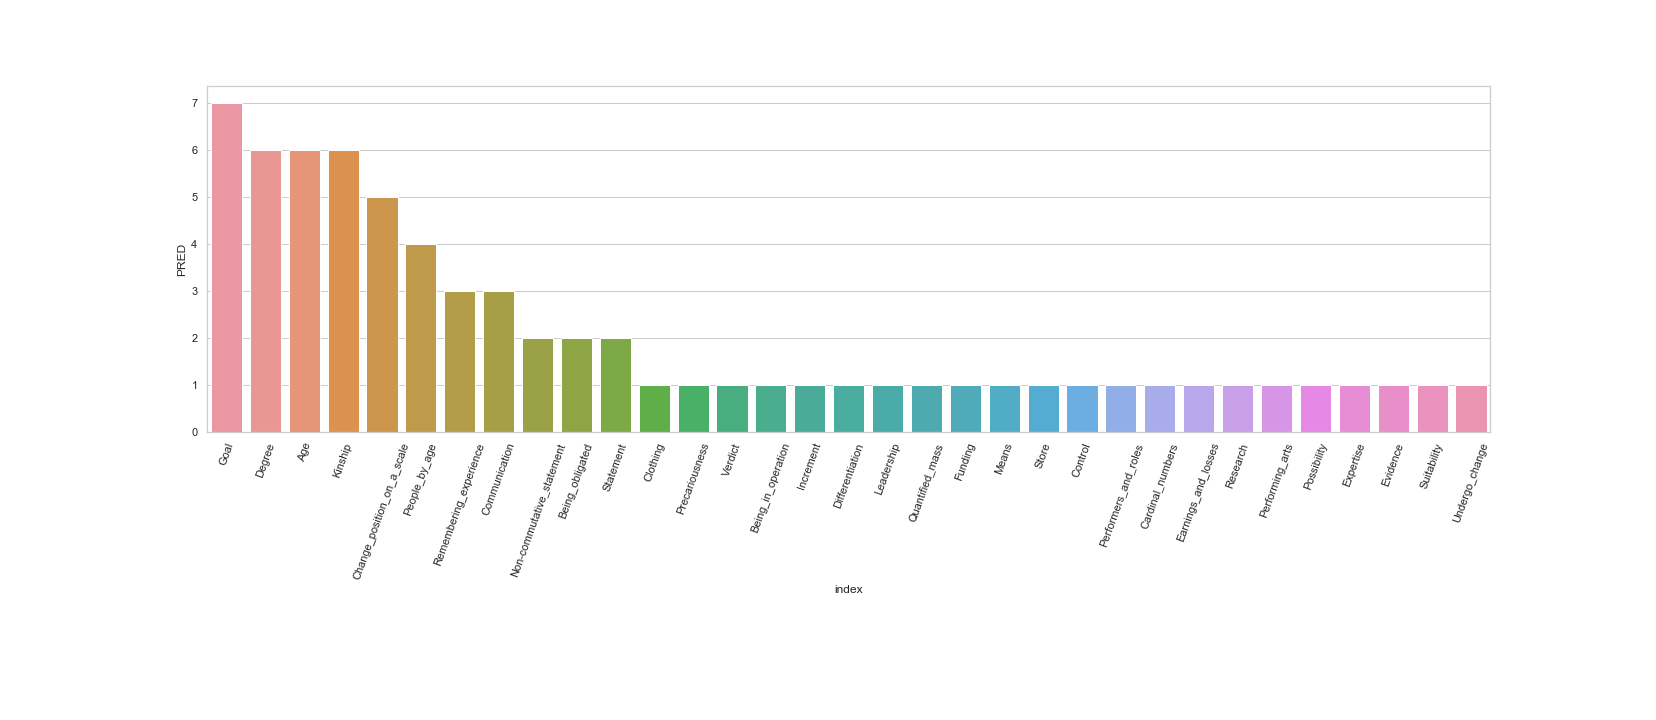 7
6
5
4
3
2
1
0
PRED
Goal
Degree
Age
Kinship
Change_position_on_a_scale
People_by_age
Remembering_experience
Communication
Non-commutative_statement
Being_obligated
Statement
Clothing
Precariousness
Verdict
Being_in_operation
Increment
Differentiation
Leadership
Quantified_mass
Funding
Means
Store
Control
Performers_and_roles
Cardinal_numbers
Earnings_and_losses
Research
Performing_arts
Possibility
Expertise
Evidence
Suitability
Undergo_change
index